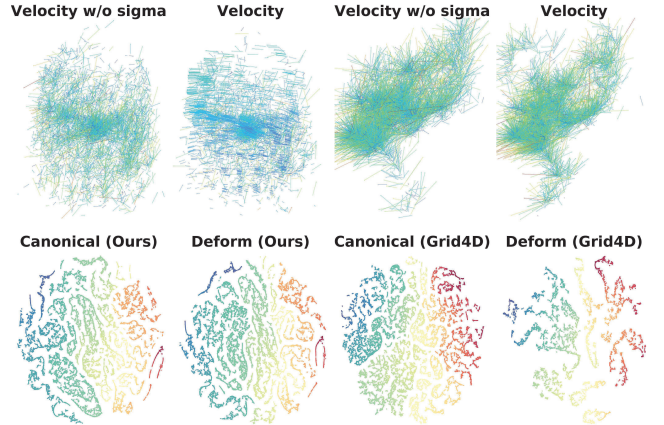 Velocity w/o sigma Velocity Velocity w/o sigma Velocity
Canonical (Ours) Deform (Ours) Canonical (Grid4D) Deform (Grid4D)